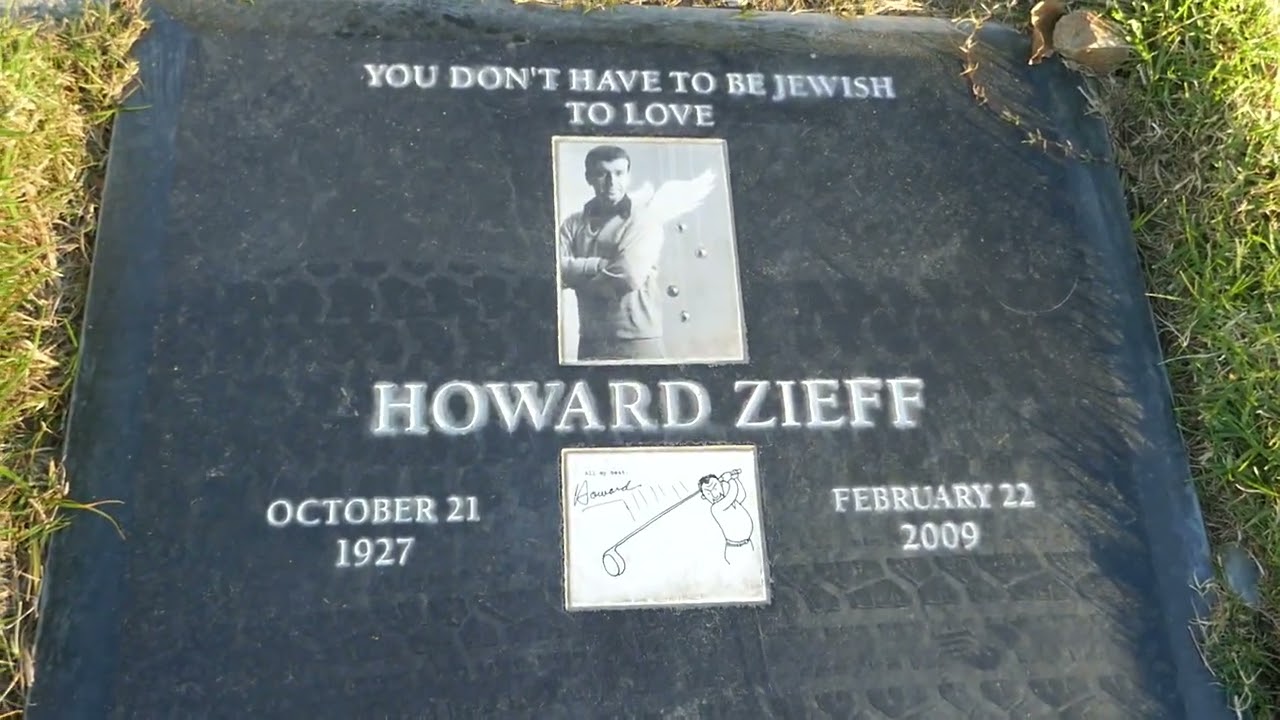 YOU DON'T HAVE TO BE JEWISH
TO LOVE
HOWARD ZIEFF
All my best,
Howard
OCTOBER 21
1927
FEBRUARY 22
2009